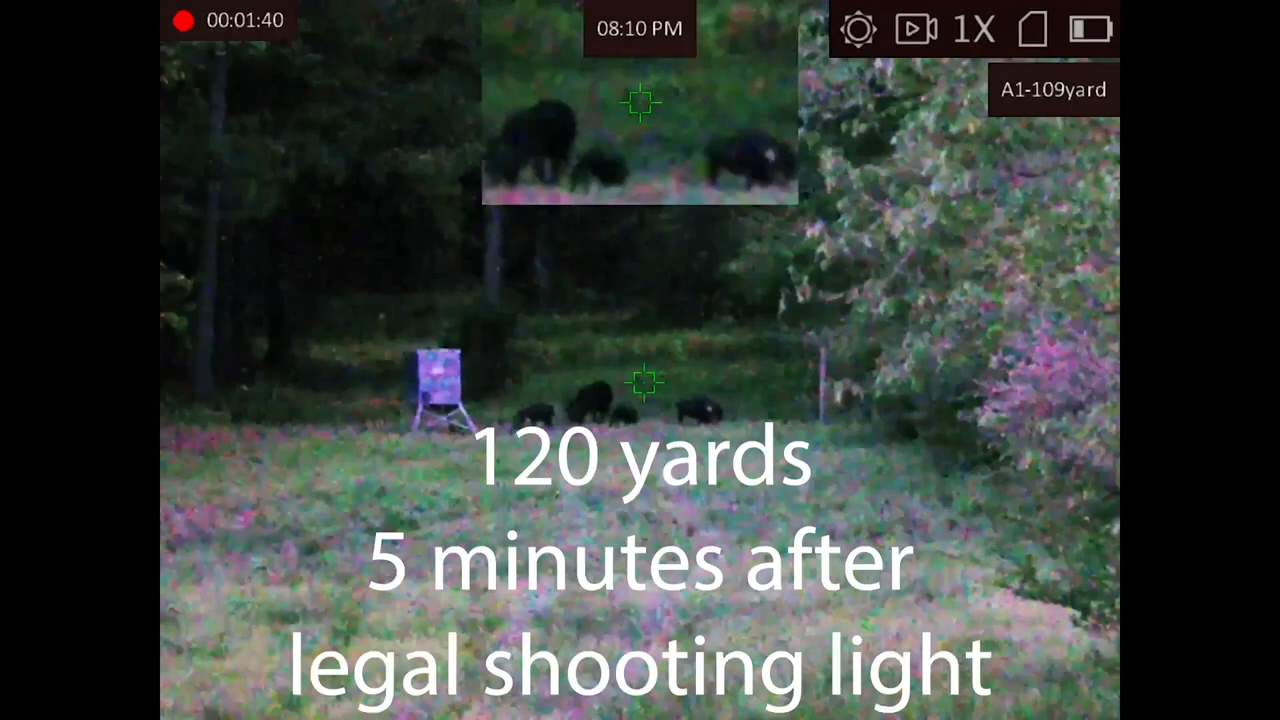 00:01:40
08:10 PM
1X
A1-109yard
120 yards
5 minutes after
legal shooting light